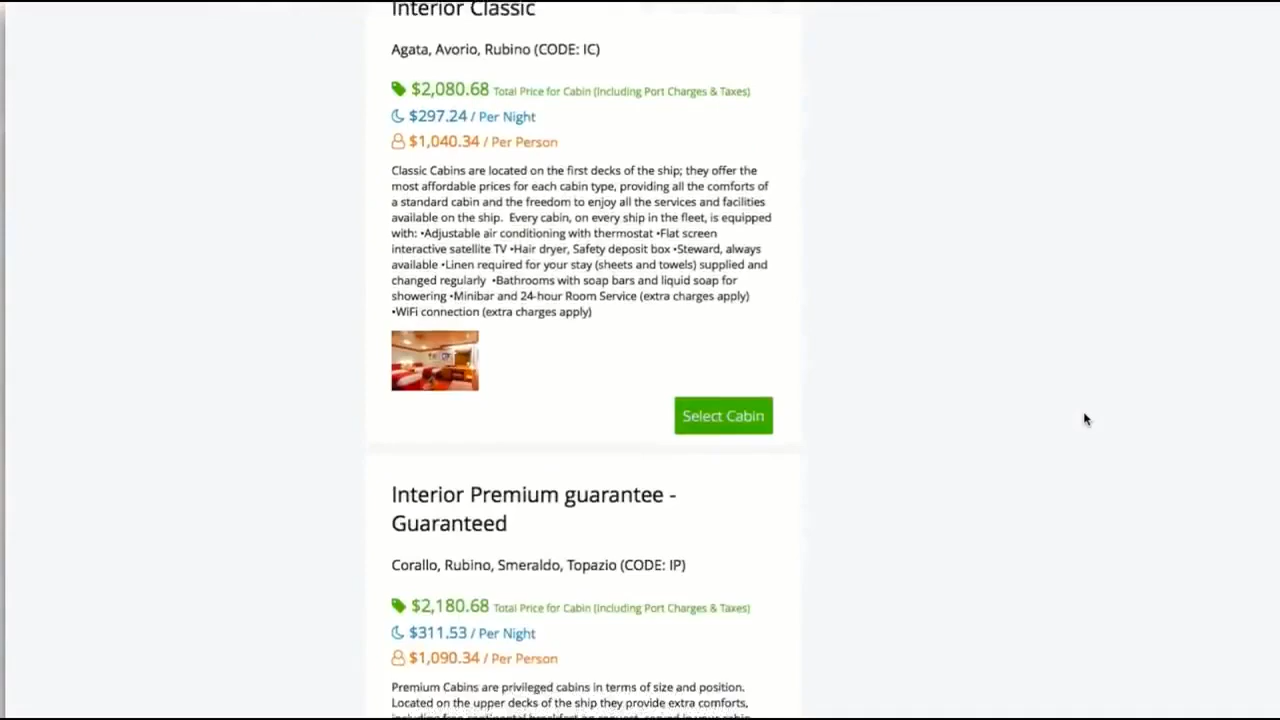 Interior Classic
Agata, Avorio, Rubino (CODE: IC)
$2,080.68 Total Price for Cabin (Including Port Charges & Taxes)
$297.24 / Per Night
$1,040.34 / Per Person
Classic Cabins are located on the first decks of the ship; they offer the
most affordable prices for each cabin type, providing all the comforts of
a standard cabin and the freedom to enjoy all the services and facilities
available on the ship.  Every cabin, on every ship in the fleet, is equipped
with: •Adjustable air conditioning with thermostat •Flat screen
interactive satellite TV •Hair dryer, Safety deposit box •Steward, always
available •Linen required for your stay (sheets and towels) supplied and
changed regularly  •Bathrooms with soap bars and liquid soap for
showering •Minibar and 24-hour Room Service (extra charges apply)
•WiFi connection (extra charges apply)
Select Cabin
Interior Premium guarantee -
Guaranteed
Corallo, Rubino, Smeraldo, Topazio (CODE: IP)
$2,180.68 Total Price for Cabin (Including Port Charges & Taxes)
$311.53 / Per Night
$1,090.34 / Per Person
Premium Cabins are privileged cabins in terms of size and position.
Located on the upper decks of the ship they provide extra comforts,